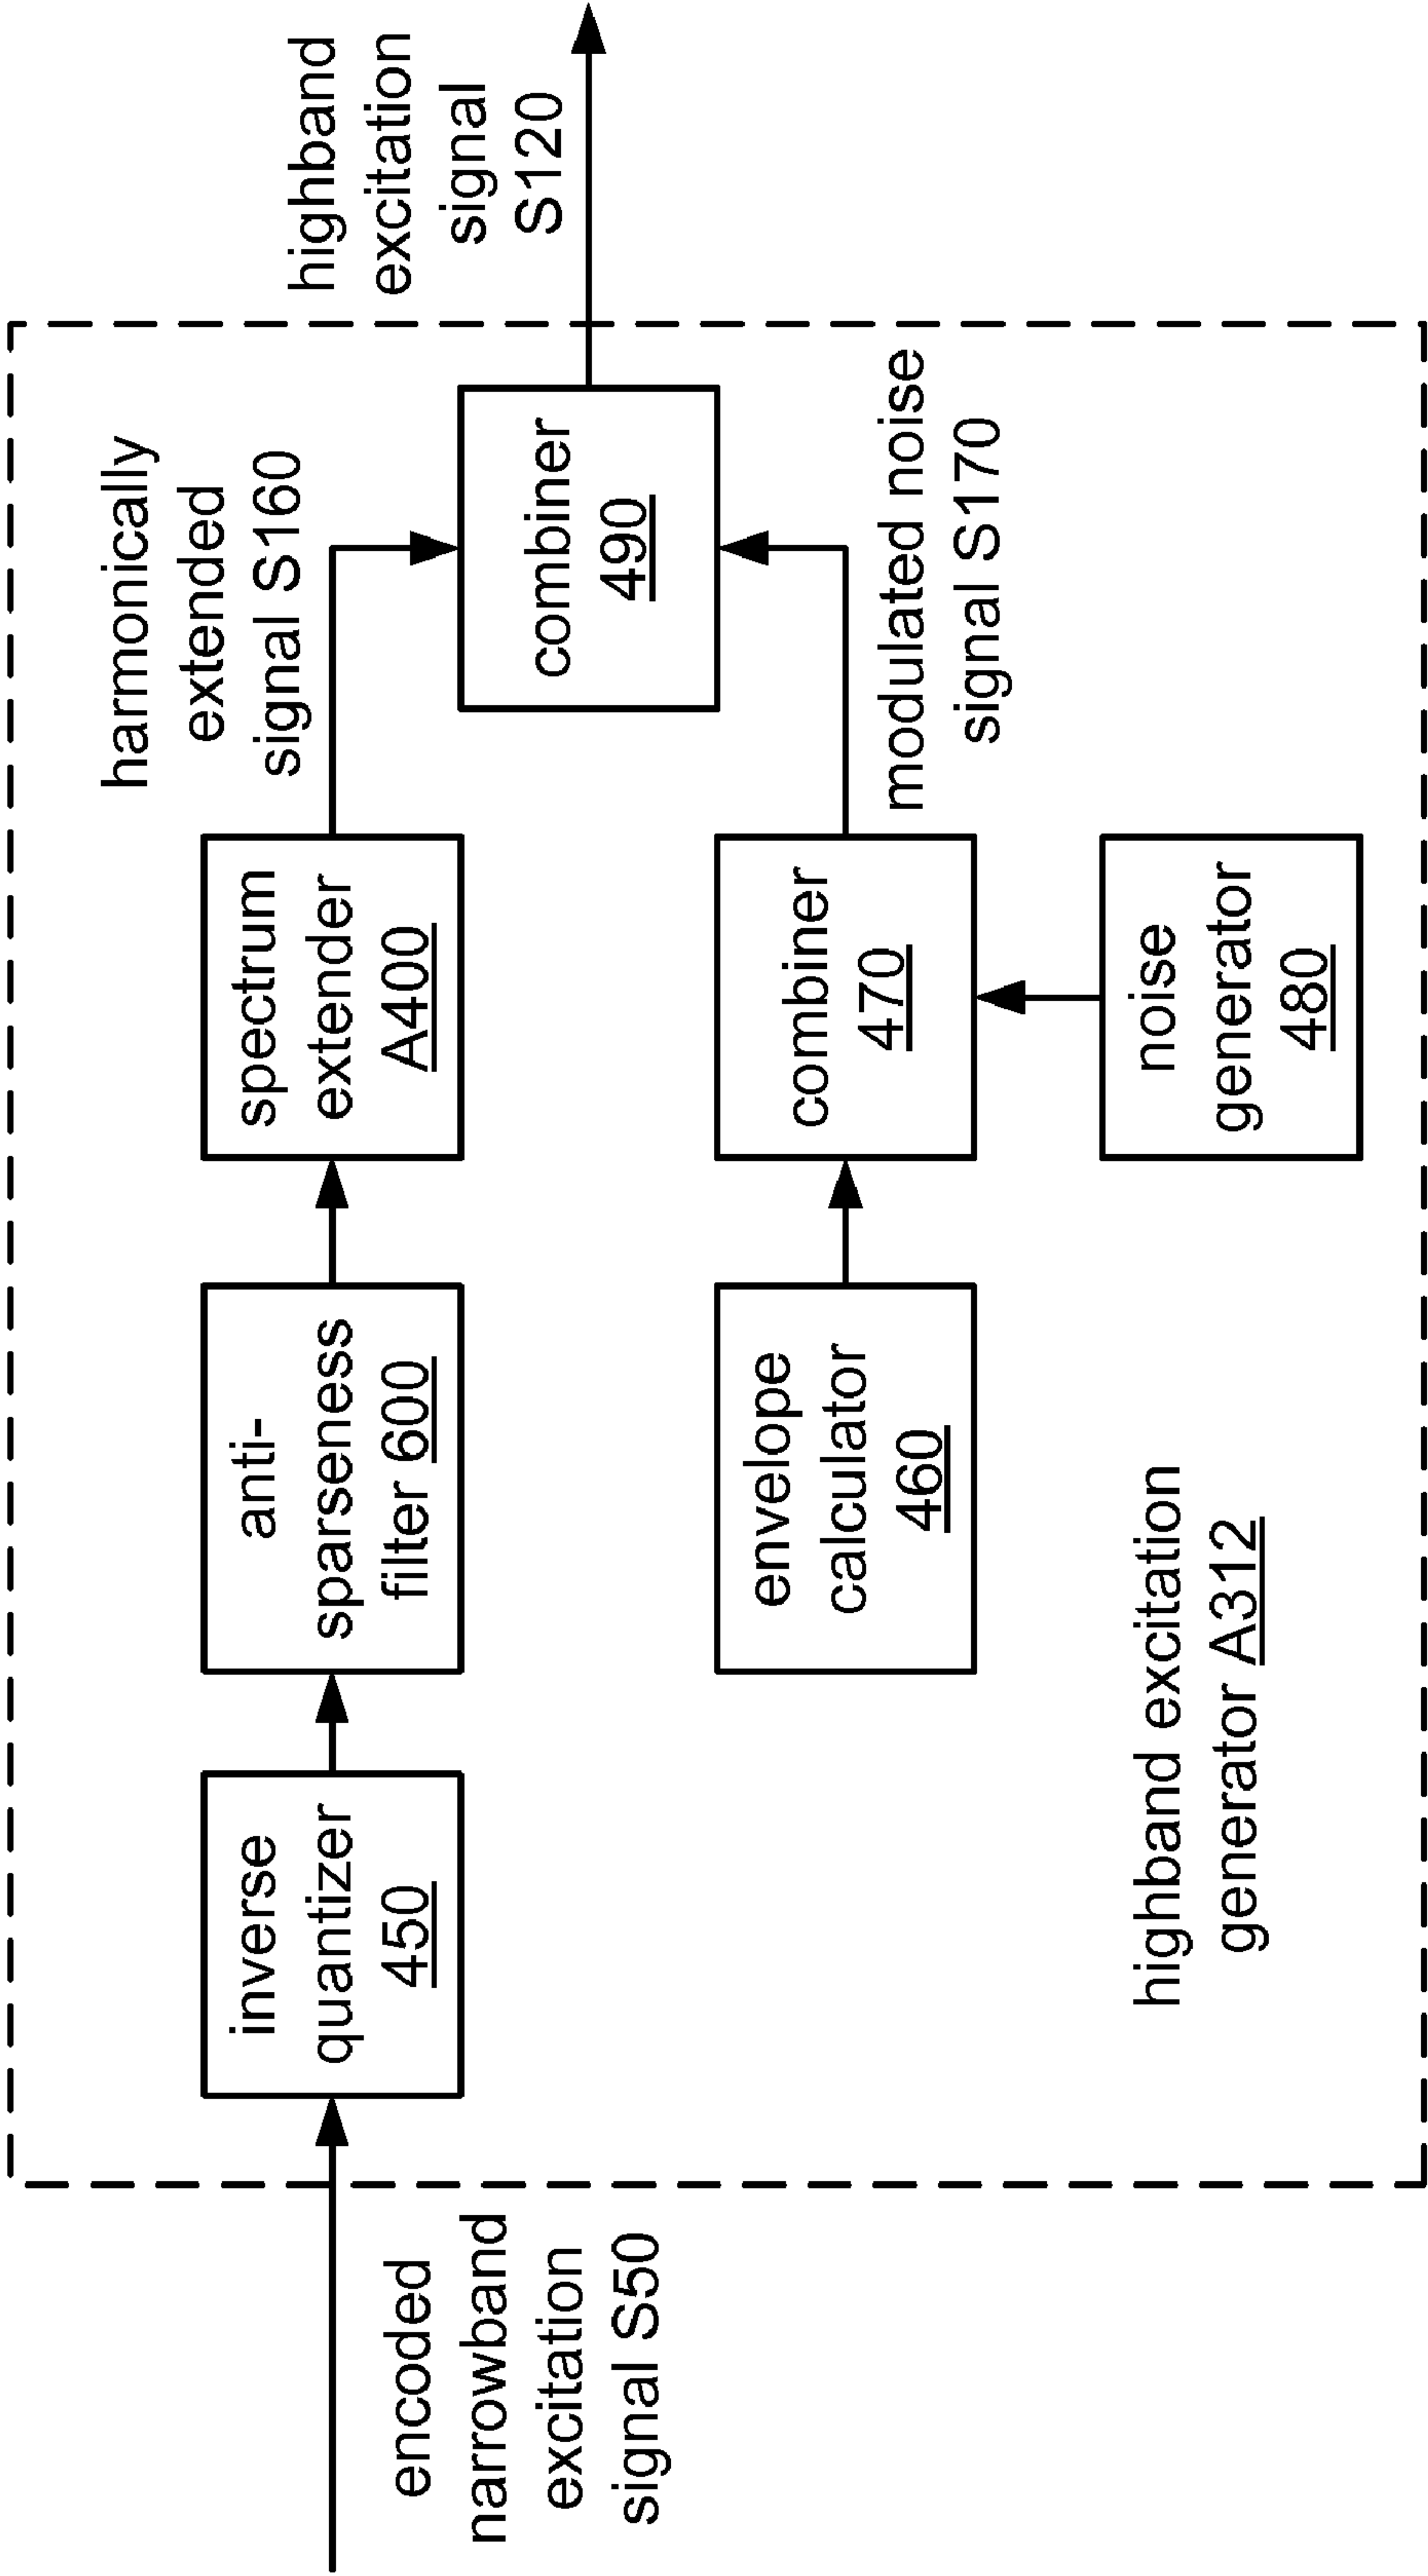 encoded
narrowband
excitation
signal S50
inverse
quantizer
450
anti-
sparseness
filter 600
spectrum
extender
A400
harmonically
extended
signal S160
envelope
calculator
460
combiner
470
noise
generator
480
modulated noise
signal S170
combiner
490
highband
excitation
signal
S120
highband excitation
generator A312